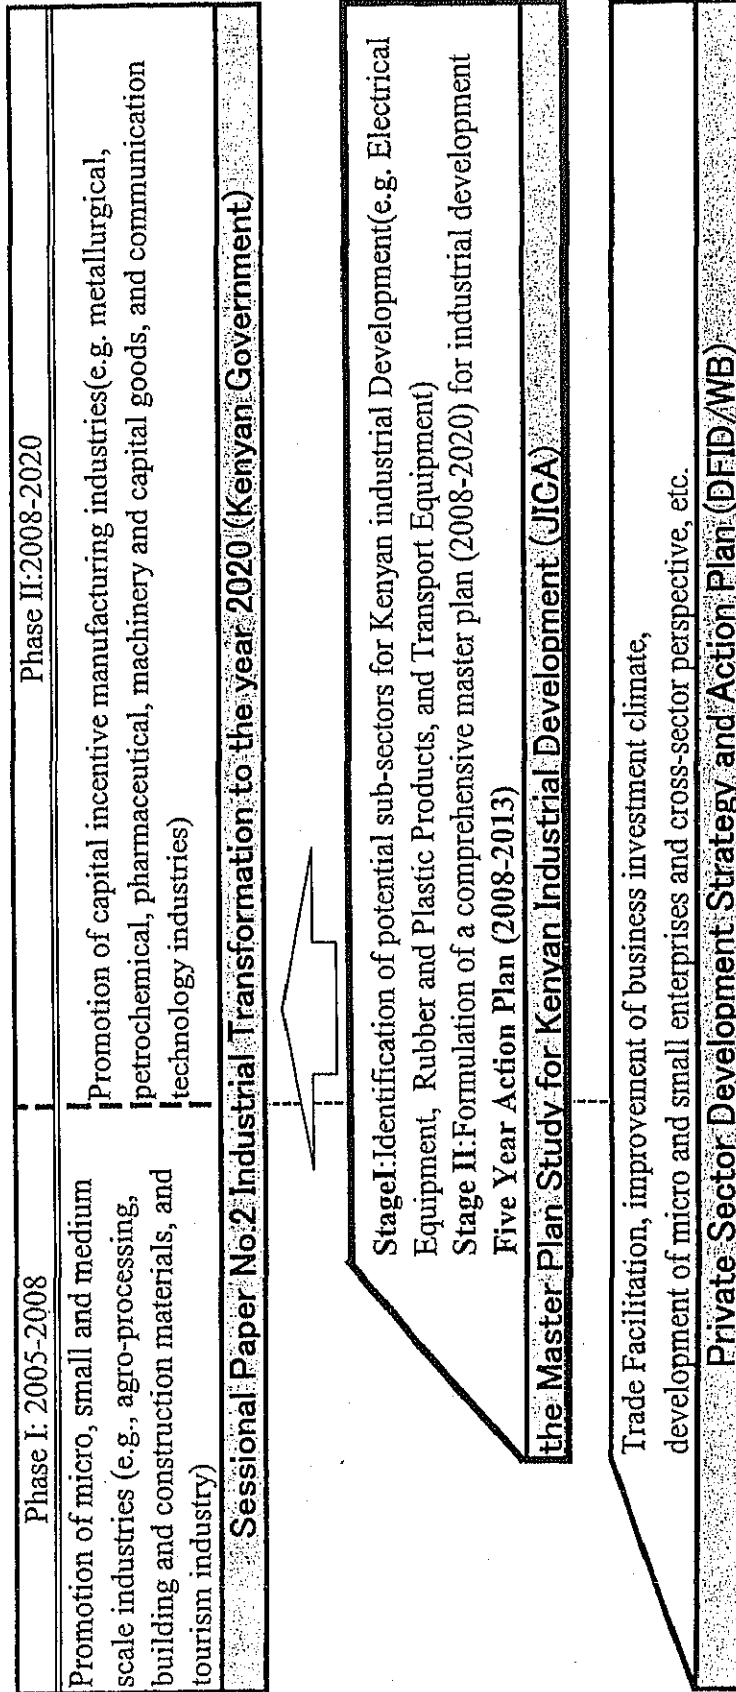 Phase I: 2005-2008
Phase II:2008-2020
Promotion of micro, small and medium
scale industries (e.g., agro-processing,
building and construction materials, and
tourism industry)
Promotion of capital incentive manufacturing industries(e.g. metallurgical,
petrochemical, pharmaceutical, machinery and capital goods, and communication
technology industries)
Sessional Paper No.2 Industrial Transformation to the year 2020 (Kenyan Government)
StageI:Identification of potential sub-sectors for Kenyan industrial Development(e.g. Electrical
Equipment, Rubber and Plastic Products, and Transport Equipment)
Stage II:Formulation of a comprehensive master plan (2008-2020) for industrial development
Five Year Action Plan (2008-2013)
the Master Plan Study for Kenyan Industrial Development (JICA)
Trade Facilitation, improvement of business investment climate,
development of micro and small enterprises and cross-sector perspective, etc.
Private Sector Development Strategy and Action Plan (DFID/WB)